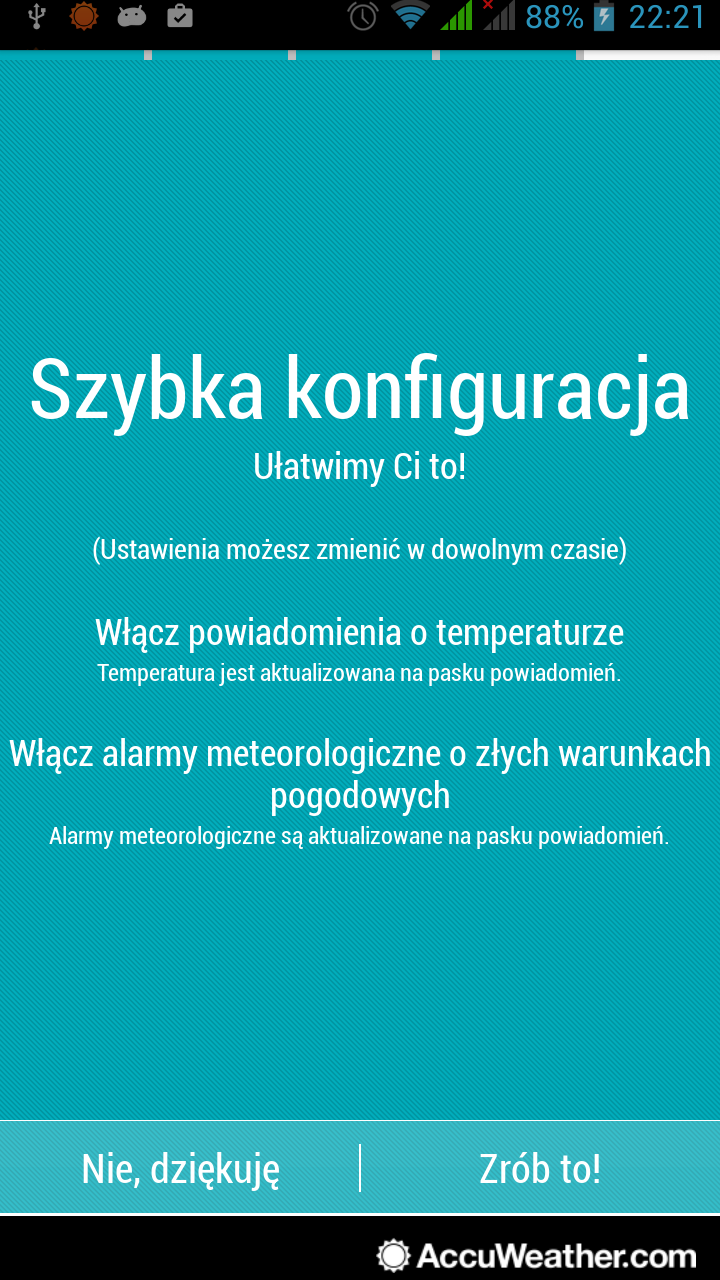 88% 22:21
Szybka konfiguracja
Ułatwimy Ci to!
(Ustawienia możesz zmienić w dowolnym czasie)
Włącz powiadomienia o temperaturze
Temperatura jest aktualizowana na pasku powiadomień.
Włącz alarmy meteorologiczne o złych warunkach
pogodowych
Alarmy meteorologiczne są aktualizowane na pasku powiadomień.
Nie, dziękuję Zrób to!
AccuWeather.com